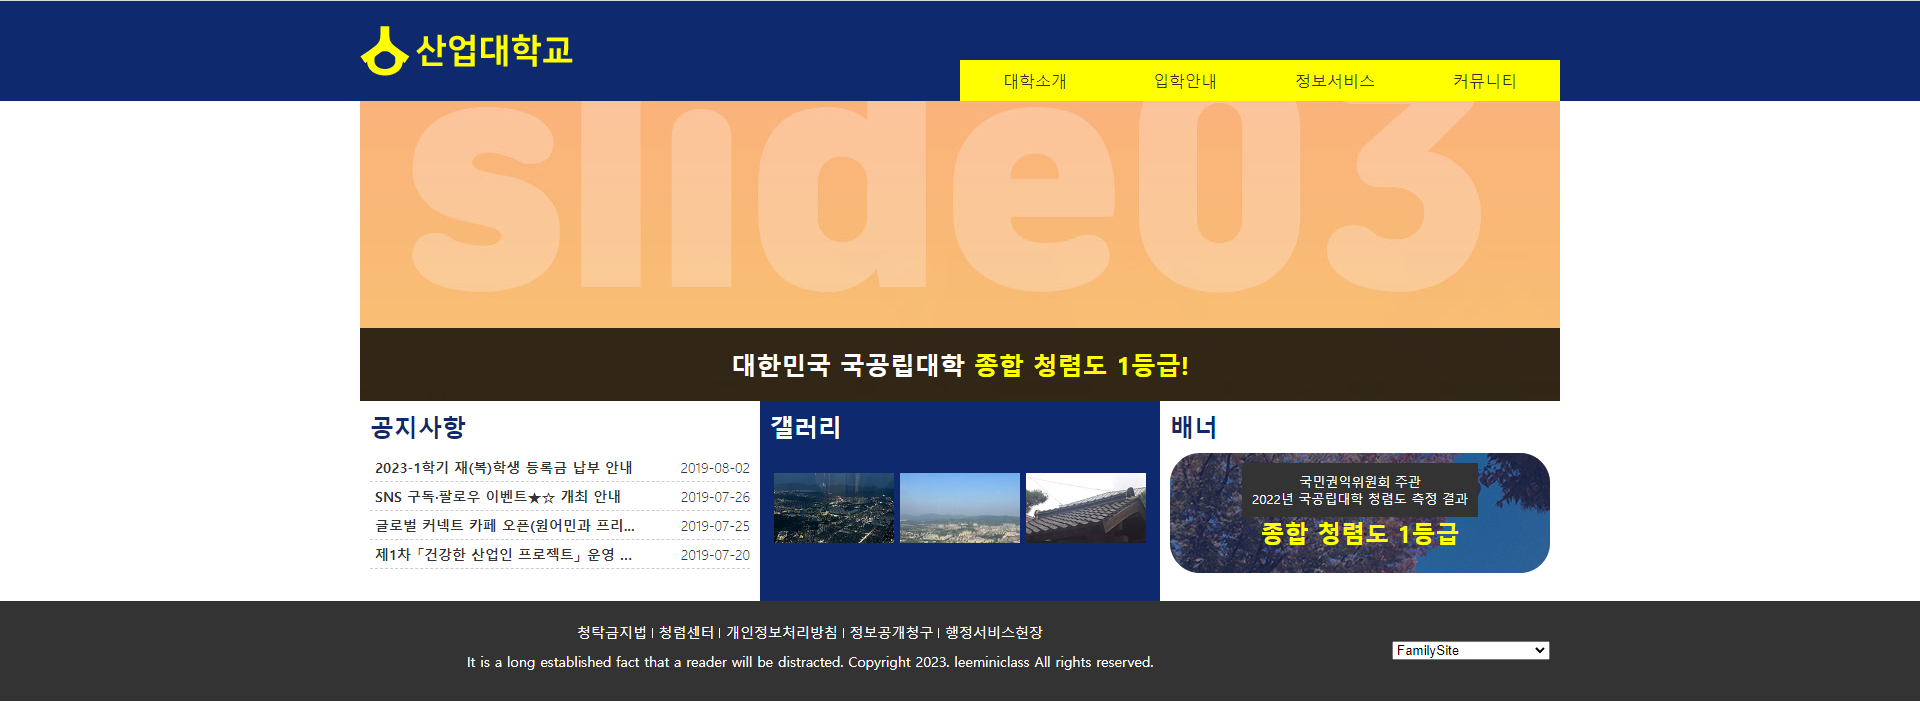 산업대학교
대학소개 입학안내 정보서비스 커뮤니티
slide03
대한민국 국공립대학 종합 청렴도 1등급!
공지사항
2023-1학기 재(복)학생 등록금 납부 안내 2019-08-02
SNS 구독·팔로우 이벤트★☆ 개최 안내 2019-07-26
글로벌 커넥트 카페 오픈(원어민과 프리... 2019-07-25
제1차 「건강한 산업인 프로젝트」 운영 ... 2019-07-20
갤러리
배너
국민권익위원회 주관
2022년 국공립대학 청렴도 측정 결과
종합 청렴도 1등급
청탁금지법 | 청렴센터 | 개인정보처리방침 | 정보공개청구 | 행정서비스헌장
It is a long established fact that a reader will be distracted. Copyright 2023. leeminiclass All rights reserved.
FamilySite